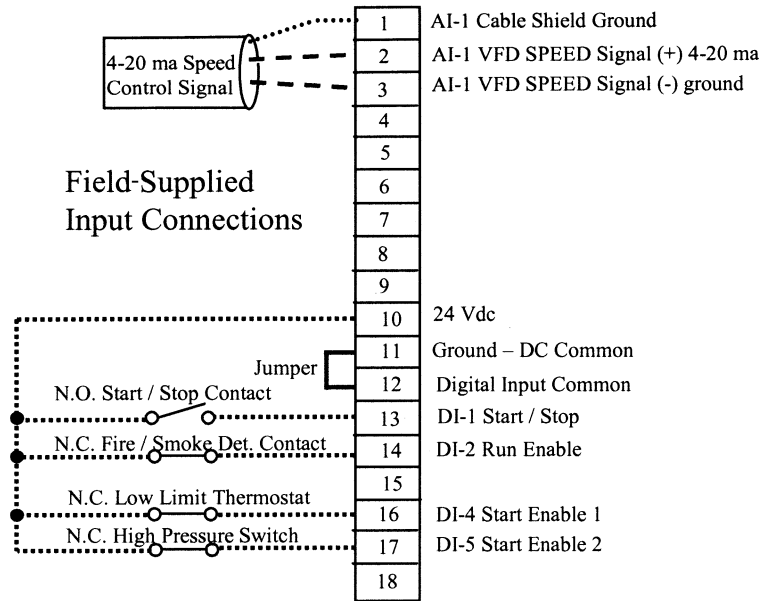 1 AI-1 Cable Shield Ground
4-20 ma Speed
Control Signal
2 AI-1 VFD SPEED Signal (+) 4-20 ma
3 AI-1 VFD SPEED Signal (-) ground
4
5
Field-Supplied
Input Connections
6
7
8
9
10 24 Vdc
Jumper
11 Ground – DC Common
12 Digital Input Common
N.O. Start / Stop Contact
13 DI-1 Start / Stop
N.C. Fire / Smoke Det. Contact
14 DI-2 Run Enable
15
N.C. Low Limit Thermostat
16 DI-4 Start Enable 1
N.C. High Pressure Switch
17 DI-5 Start Enable 2
18